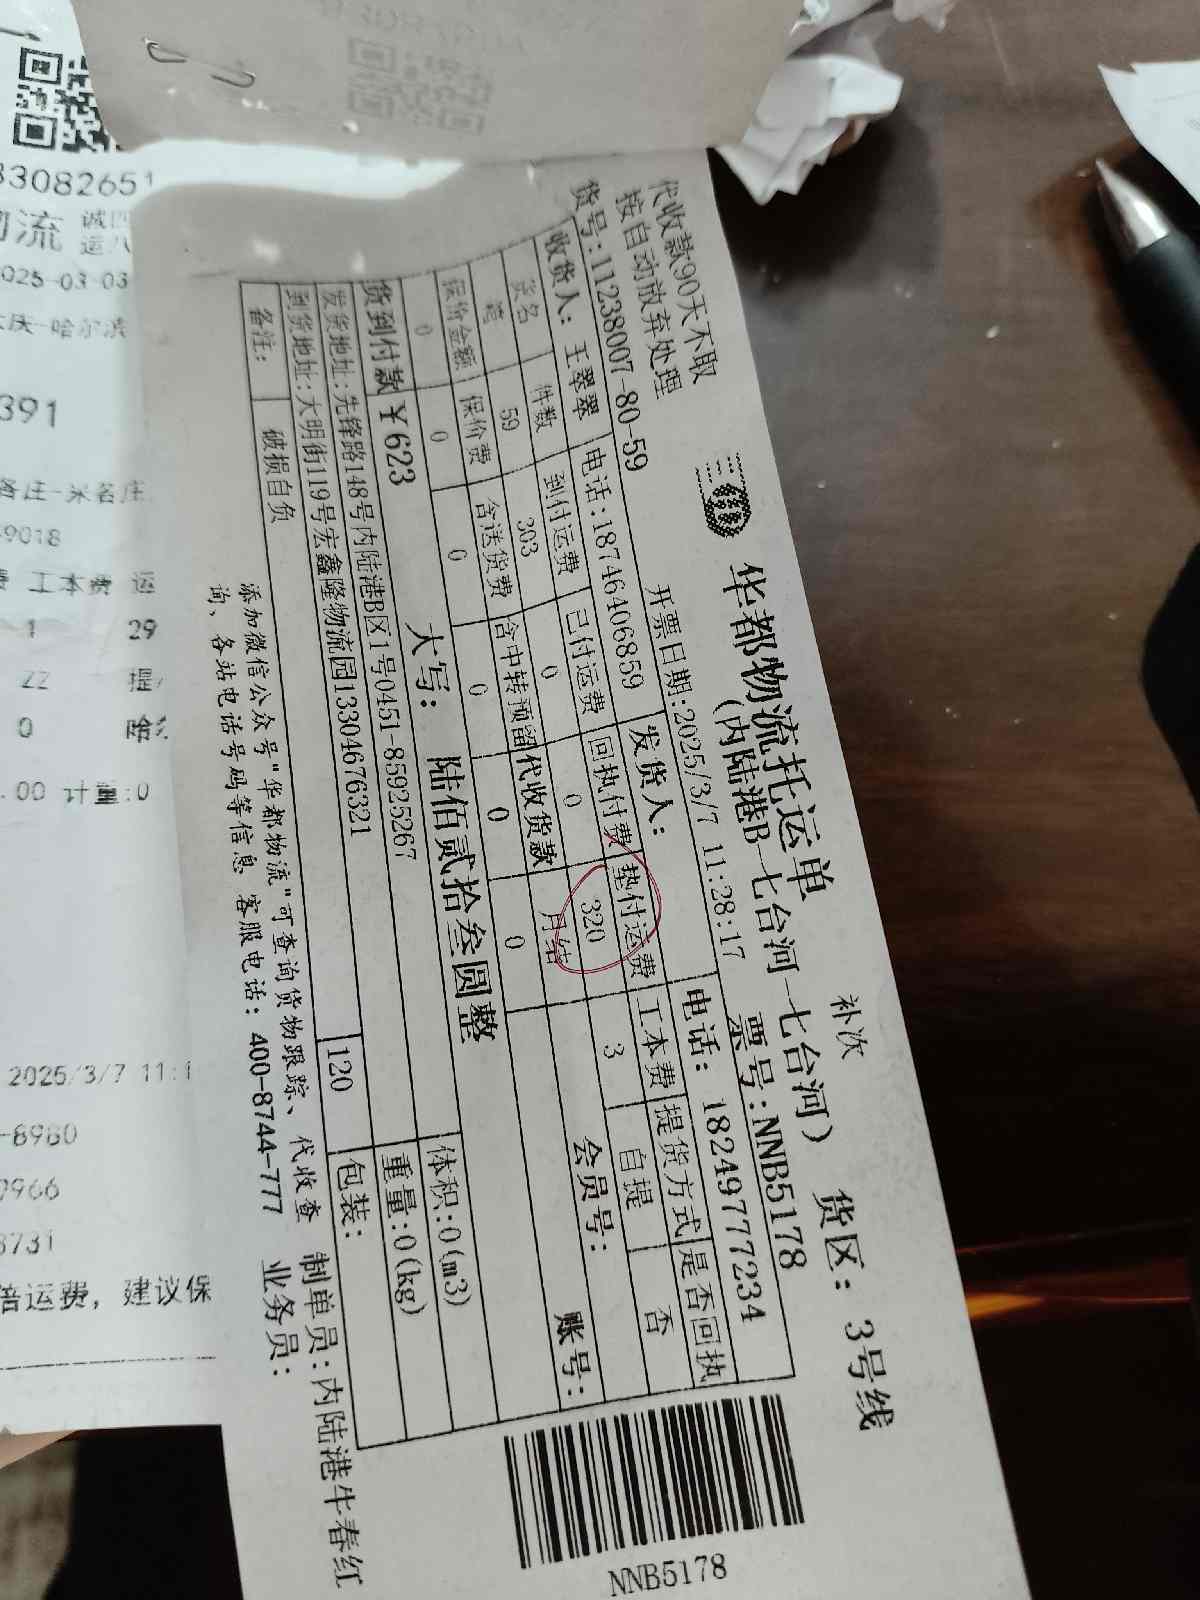 补次
货区：3号线
华都物流托运单
(内陆港B-七台河-七台河)
代收款90天不取
按自动放弃处理
货号:11238007-80-59
开票日期:2025/3/7 11:28:17
票号:NNB5178
收货人: 王翠翠 电话:18746406859 发货人: 电话: 18249777234
货名 件数 到付运费 已付运费 回执付费 垫付运费 工本费 提货方式 是否回执
59 303 0 0 320 3 自提 否
保价金额 保价费 含送货费 含中转预留 代收货款 月结 会员号: 账号:
0 0 0 0 0 0
货到付款 ￥623 大写: 陆佰贰拾叁圆整 体积:0(m3)
发货地址:先锋路148号内陆港B区1号0451-85925267 重量:0(kg)
到货地址:大明街119号宏鑫隆物流园13304676321 120 包装:
备注: 破损自负
添加微信公众号"华都物流"可查询货物跟踪、代收查
询、各站电话号码等信息 客服电话: 400-8744-777
制单员:内陆港牛春红
业务员:
NNB5178
33082651
物流
025-03-03
391
9018
工本费 运
1 29
22
0
.00 计重:0
2025/3/7 11:1
-8980
9966
8731
倍运费，建议保